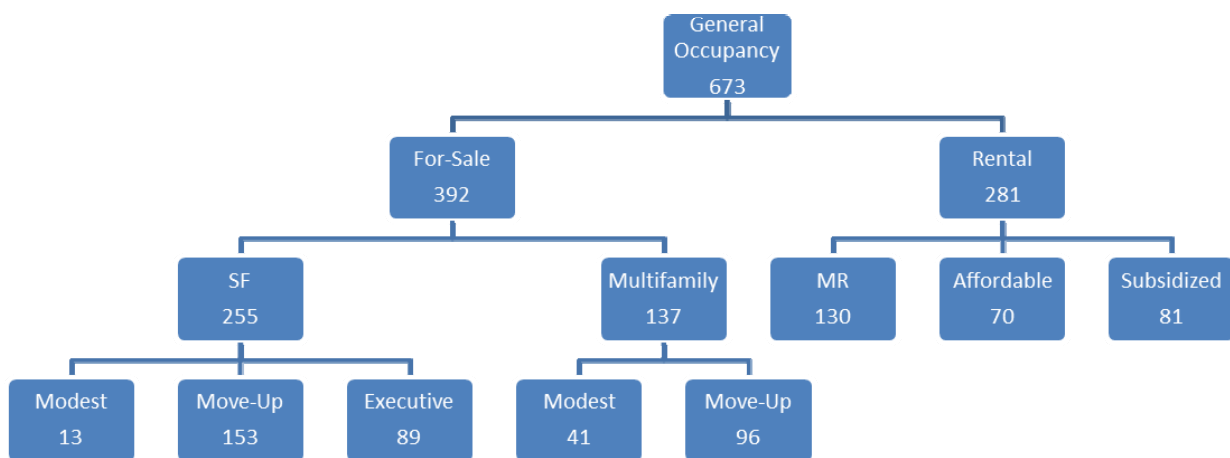 General
Occupancy
673
For-Sale
392
Rental
281
SF
255
Multifamily
137
MR
130
Affordable
70
Subsidized
81
Modest
13
Move-Up
153
Executive
89
Modest
41
Move-Up
96